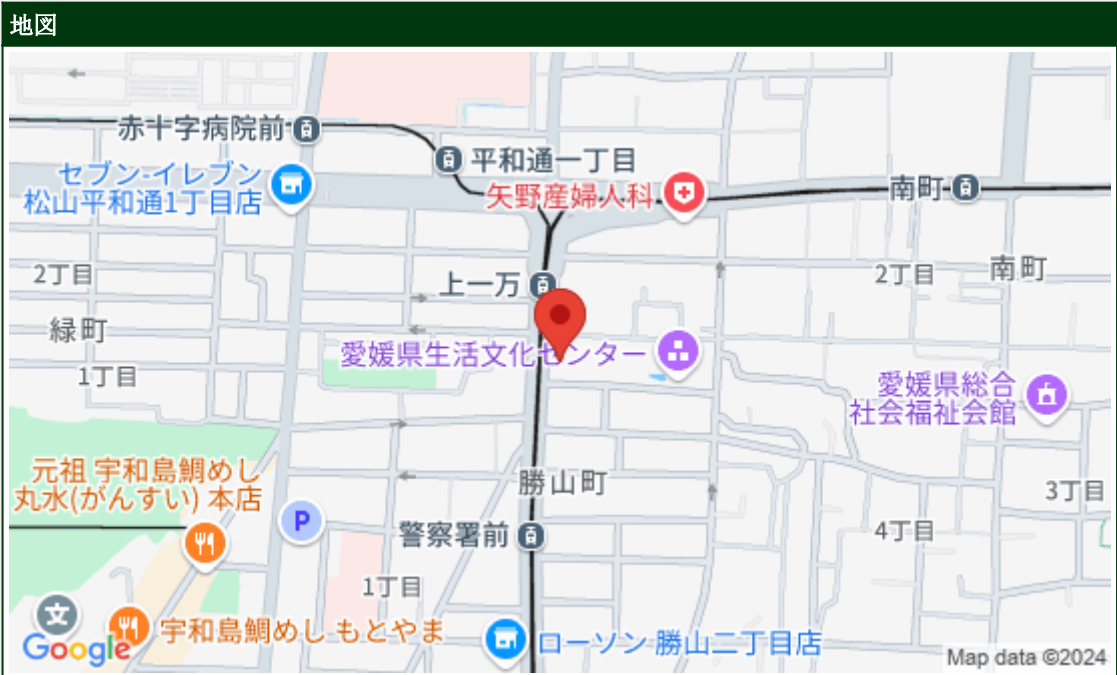 地図
赤十字病院前
平和通一丁目
セブン-イレブン
松山平和通1丁目店
矢野産婦人科
南町
2丁目
上一万
2丁目
南町
緑町
愛媛県生活文化センター
1丁目
愛媛県総合
社会福祉会館
元祖 宇和島鯛めし
丸水(がんすい) 本店
勝山町
3丁目
P
警察署前
4丁目
1丁目
文
宇和島鯛めし もとやま
ローソン 勝山二丁目店
Google
Map data ©2024